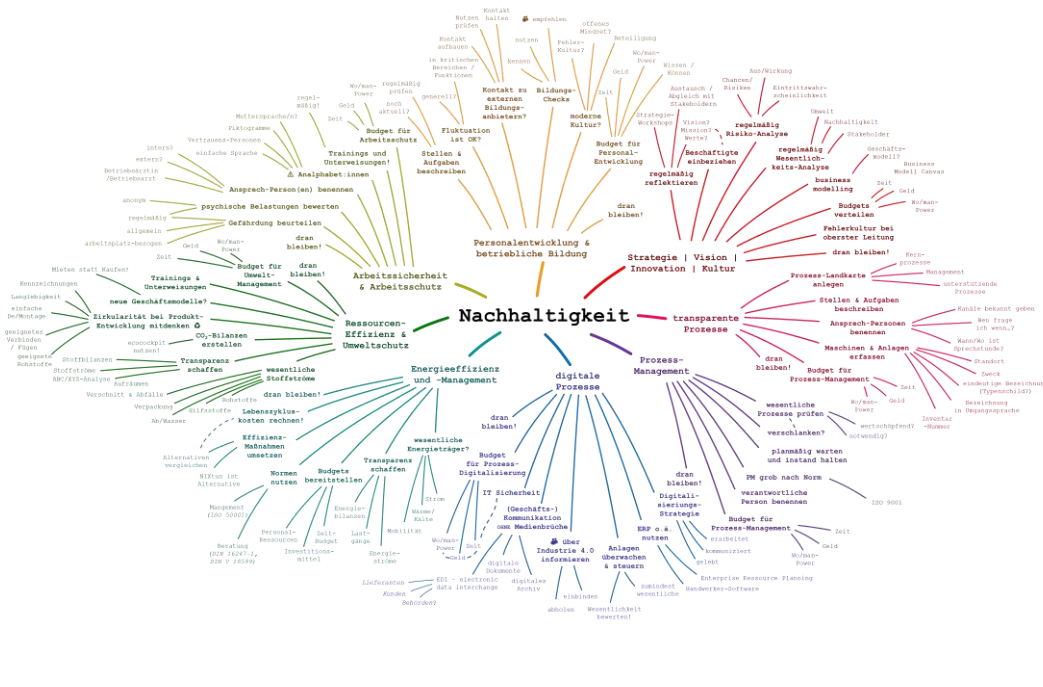 Nachhaltigkeit
Personalentwicklung &
betriebliche Bildung
Stellen &
Aufgaben
beschreiben
generell?
in kritischen
Bereichen /
Funktionen
Fluktuation
ist OK?
Kontakt zu
externen
Bildungs-
anbietern?
Kontakt
aufbauen
Nutzen
prüfen
Kontakt
halten
Bildungs-
Checks
kennen
nutzen
empfehlen
moderne
Kultur?
Fehler-
Kultur?
offenes
Mindnet?
Beteiligung
Budget für
Personal-
Entwicklung
Zeit
Geld
Wo/man-
Power
Wissen /
Können
dran
bleiben!
Strategie | Vision |
Innovation | Kultur
regelmäßig
reflektieren
Strategie-
Workshops
Austausch /
Abgleich mit
Stakeholdern
Vision?
Mission?
Werte?
Beschäftigte
einbeziehen
regelmäßig
Risiko-Analyse
Chancen/
Risiken
Aus/Wirkung
Eintrittswahr-
scheinlichkeit
regelmäßig
Wesentlich-
keits-Analyse
Umwelt
Nachhaltigkeit
Stakeholder
business
modelling
Geschäfts-
modell?
Business
Modell Canvas
Budgets
verteilen
Zeit
Geld
Wo/man-
Power
Fehlerkultur bei
oberster Leitung
dran bleiben!
transparente
Prozesse
Prozess-Landkarte
anlegen
Kern-
prozesse
Management
unterstützende
Prozesse
Stellen & Aufgaben
beschreiben
Ansprech-Personen
benennen
Kanäle bekannt geben
Wen frage
ich wenn…?
Wann/Wo ist
Sprechstunde?
Maschinen & Anlagen
erfassen
Standort
Zweck
eindeutige Bezeichnung
(Typenschild?)
Bezeichnung
in Umgangssprache
Inventar
-Nummer
Budget für
Prozess-Management
Zeit
Geld
Wo/man-
Power
dran
bleiben!
Prozess-
Management
wesentliche
Prozesse prüfen
wertschöpfend?
notwendig?
verschlanken?
planmäßig warten
und instand halten
PM grob nach Norm
ISO 9001
verantwortliche
Person benennen
Budget für
Prozess-Management
Zeit
Geld
Wo/man-
Power
dran
bleiben!
digitale
Prozesse
Digitali-
sierungs-
Strategie
erarbeitet
kommuniziert
gelebt
ERP o.ä.
nutzen
Enterprise Ressource Planning
Handwerker-Software
Anlagen
überwachen
& steuern
zumindest
wesentliche
Wesentlichkeit
bewerten!
über
Industrie 4.0
informieren
einbinden
abholen
(Geschäfts-)
Kommunikation
OHNE Medienbrüche
digitales
Archiv
digitale
Dokumente
EDI - electronic
data interchange
Lieferanten
Kunden
Behörden?
IT Sicherheit
Budget
für Prozess-
Digitalisierung
Zeit
Geld
Wo/man-
Power
dran
bleiben!
Energieeffizienz
und -Management
wesentliche
Energieträger?
Strom
Wärme/
Kälte
Mobilität
Transparenz
schaffen
Energie-
ströme
Last-
gänge
Energie-
bilanzen
Budgets
bereitstellen
Zeit-
Budget
Investitions-
mittel
Personal-
Ressourcen
Normen
nutzen
Management
(ISO 50001)
Beratung
(DIN 16247-1,
DIN V 18599)
Effizienz-
Maßnahmen
umsetzen
Alternativen
vergleichen
NIXtun ist
Alternative
Lebenszyklus-
kosten rechnen!
dran bleiben!
Ressourcen-
Effizienz &
Umweltschutz
wesentliche
Stoffströme
Rohstoffe
Hilfsstoffe
Ab/Wasser
Verpackung
Verschnitt & Abfälle
Transparenz
schaffen
Stoffbilanzen
Stoffströme
ABC/XYZ-Analyse
Aufräumen
CO₂-Bilanzen
erstellen
ecocockpit
nutzen!
Zirkularität bei Produkt-
Entwicklung mitdenken
Kennzeichnungen
Langlebigkeit
einfache
De/Montage
geeignetes
Verbinden
/ Fügen
geeignete
Rohstoffe
neue Geschäftsmodelle?
Mieten statt Kaufen!
Trainings &
Unterweisungen
Budget für
Umwelt-
Management
Zeit
Geld
Wo/man-
Power
dran
bleiben!
Arbeitssicherheit
& Arbeitsschutz
dran
bleiben!
Gefährdung beurteilen
regelmäßig
allgemein
arbeitsplatz-bezogen
psychische Belastungen bewerten
anonym
Ansprech-Person(en) benennen
intern?
extern?
Betriebsärztin
/Betriebsarzt
Analphabet:innen
einfache Sprache
Vertrauens-Personen
Piktogramme
Muttersprache/n?
Trainings und
Unterweisungen!
regel-
mäßig!
Budget für
Arbeitsschutz
Zeit
Geld
Wo/man-
Power
noch
aktuell?
regelmäßig
prüfen